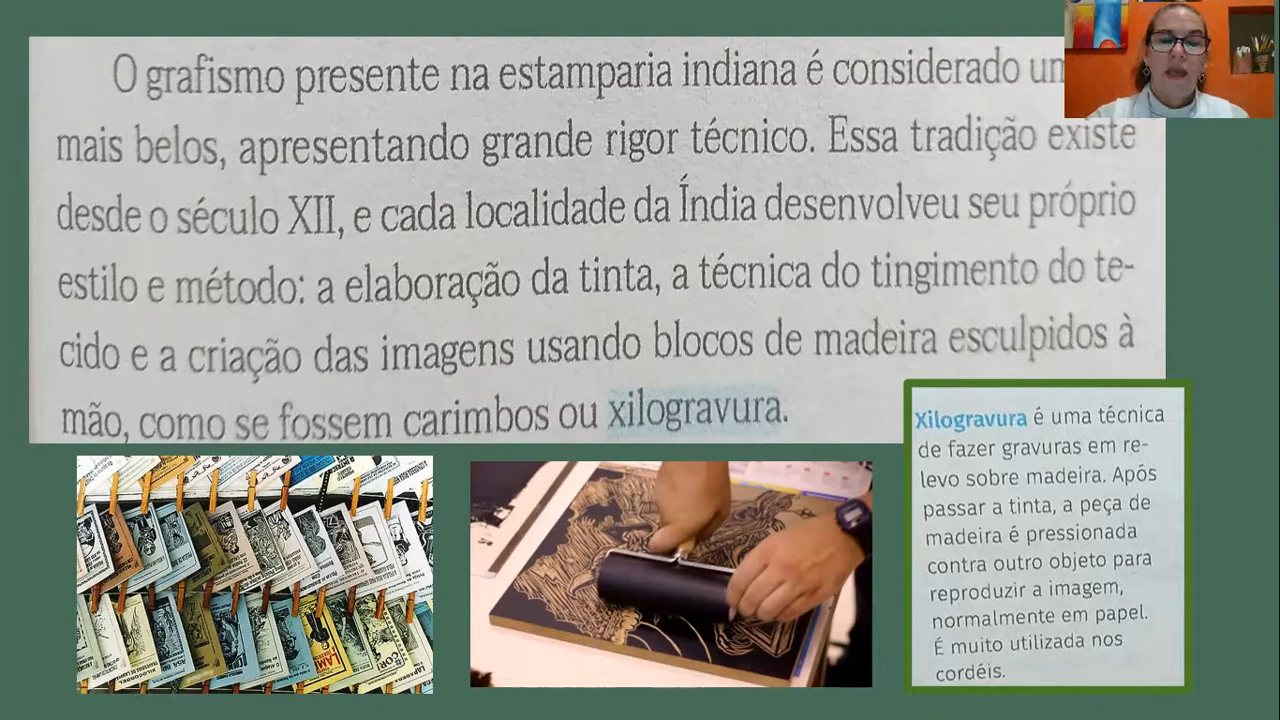 O grafismo presente na estamparia indiana é considerado
mais belos, apresentando grande rigor técnico. Essa tradição existe
desde o século XII, e cada localidade da Índia desenvolveu seu próprio
estilo e método: a elaboração da tinta, a técnica do tingimento do te-
cido e a criação das imagens usando blocos de madeira esculpidos à
mão, como se fossem carimbos ou xilogravura.
Xilogravura é uma técnica
de fazer gravuras em re-
levo sobre madeira. Após
passar a tinta, a peça de
madeira é pressionada
contra outro objeto para
reproduzir a imagem,
normalmente em papel.
É muito utilizada nos
cordéis.